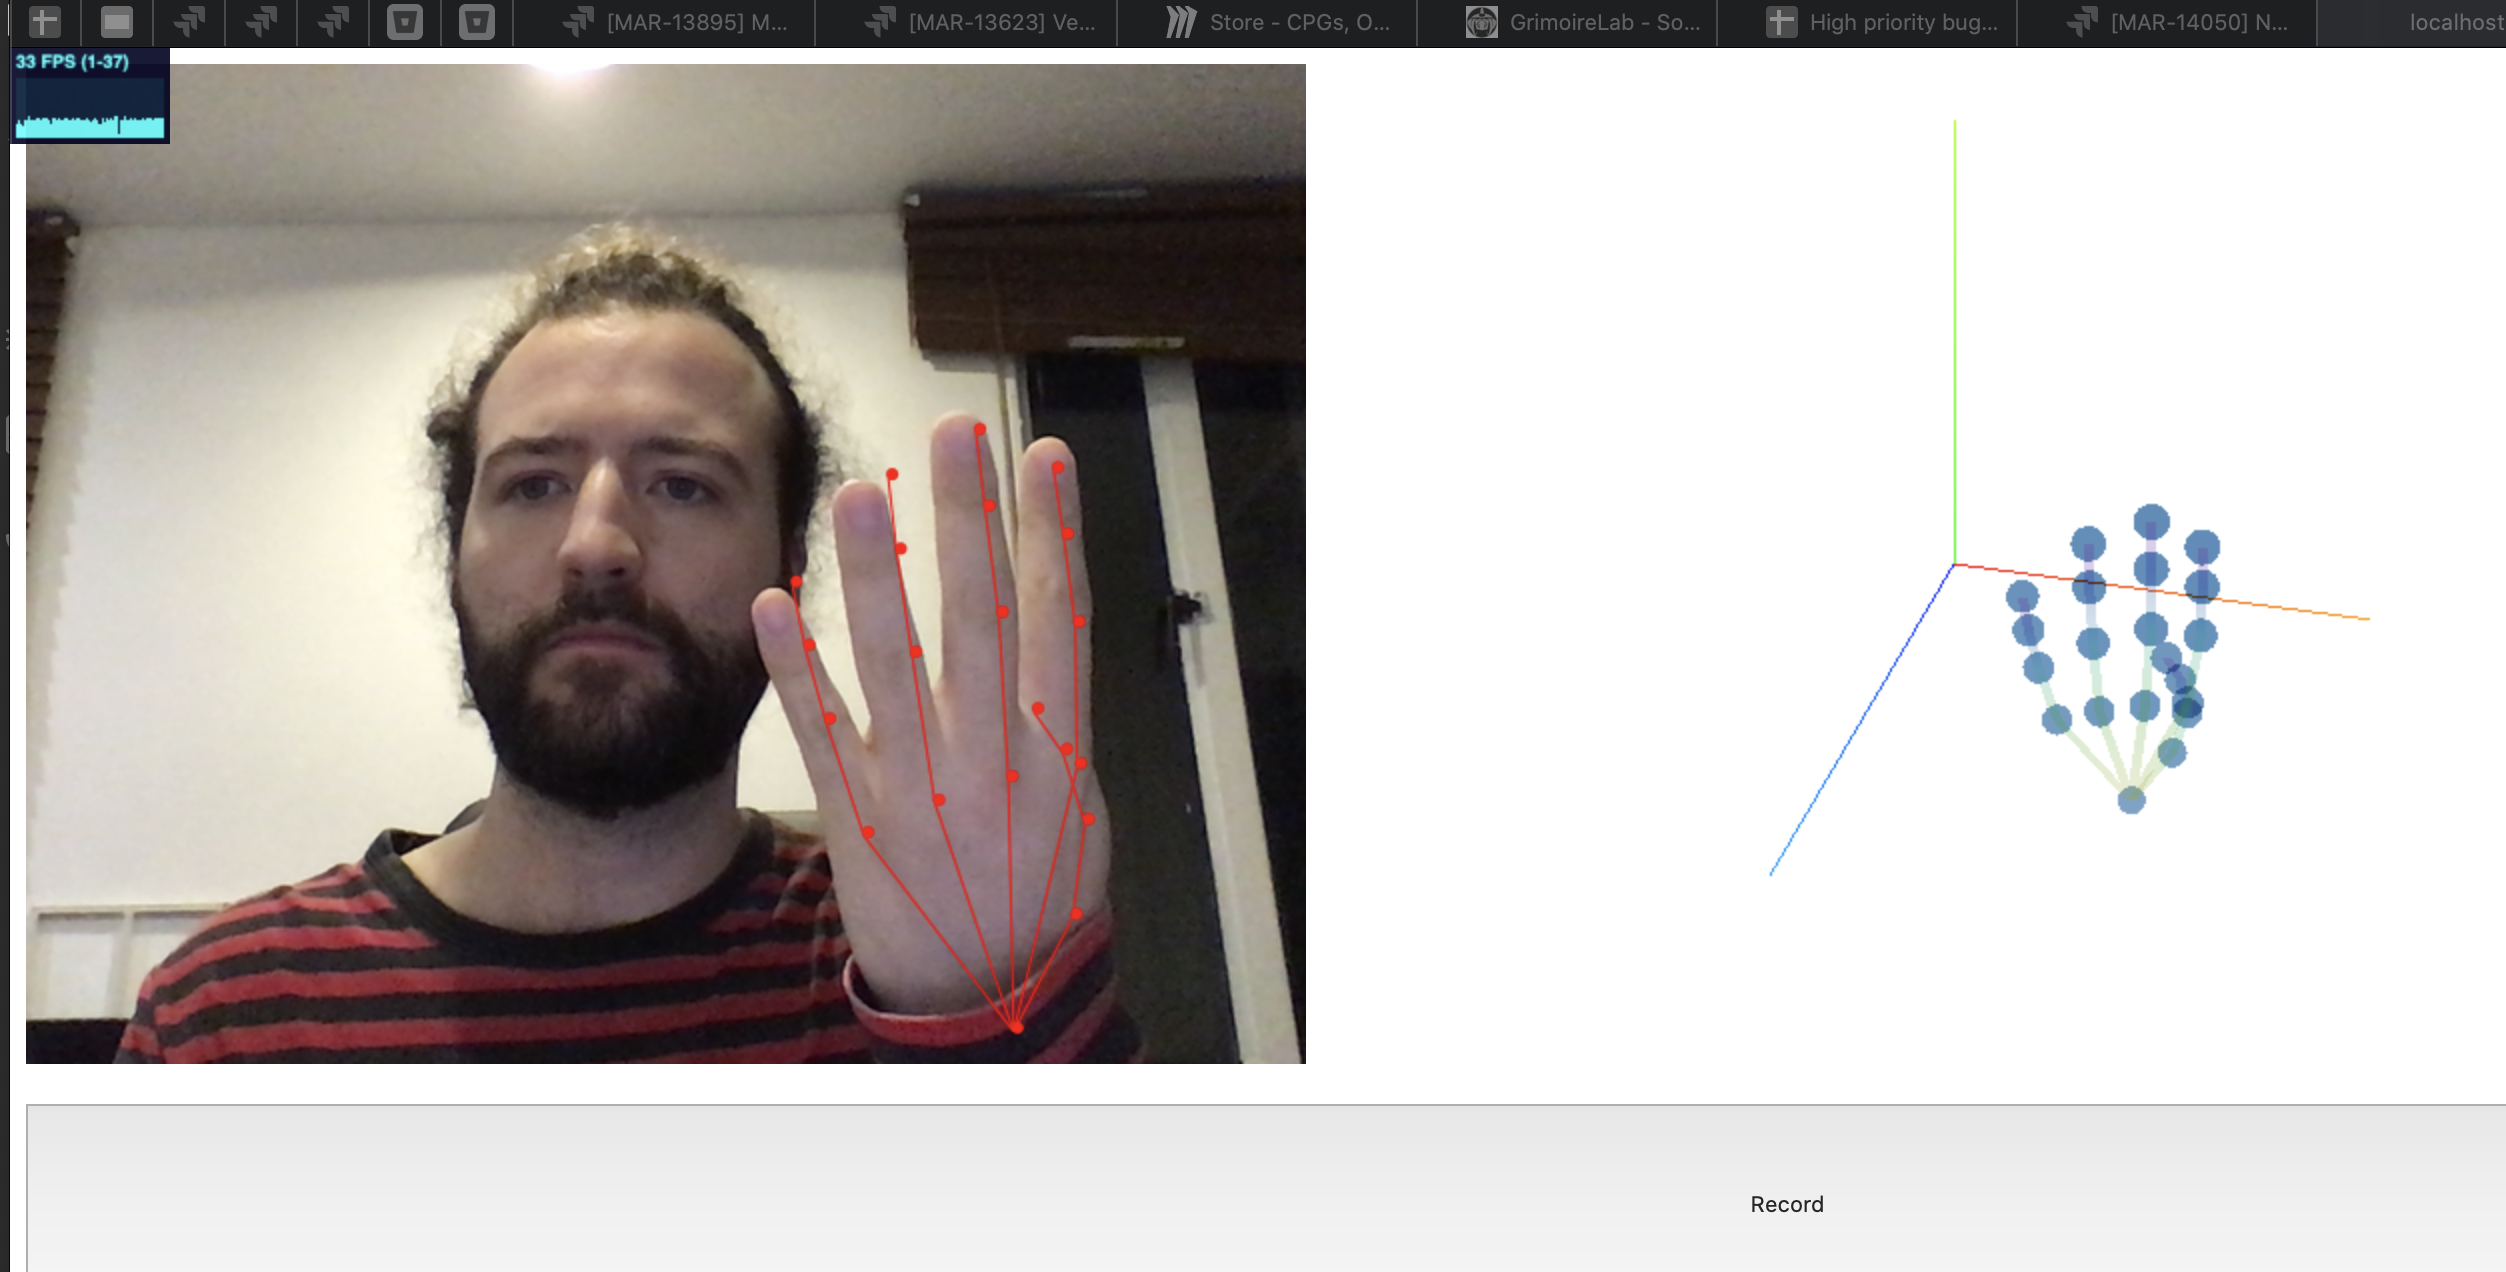 [MAR-13895] M...
[MAR-13623] Ve...
Store - CPGs, O...
GrimoireLab - So...
High priority bug...
[MAR-14050] N...
localhost
33 FPS (1-37)
Record